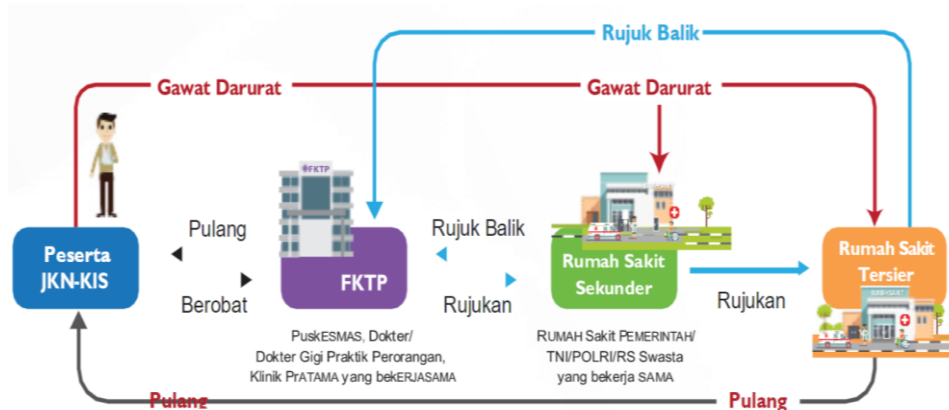 Rujuk Balik
Gawat Darurat
Gawat Darurat
FKTP
Pulang
Rujuk Balik
Peserta
JKN-KIS
FKTP
Rumah Sakit
Sekunder
Rumah Sakit
Tersier
Berobat
Rujukan
Rujukan
RUMAH SAKIT
PuskESMAS, Dokter/
Dokter Gigi Praktik Perorangan,
Klinik PrATAMA yang bekERJASAMA
RUMAH Sakit PEMERINTAH/
TNI/POLRI/RS Swasta
yang bekerja SAMA
Pulang
Pulang